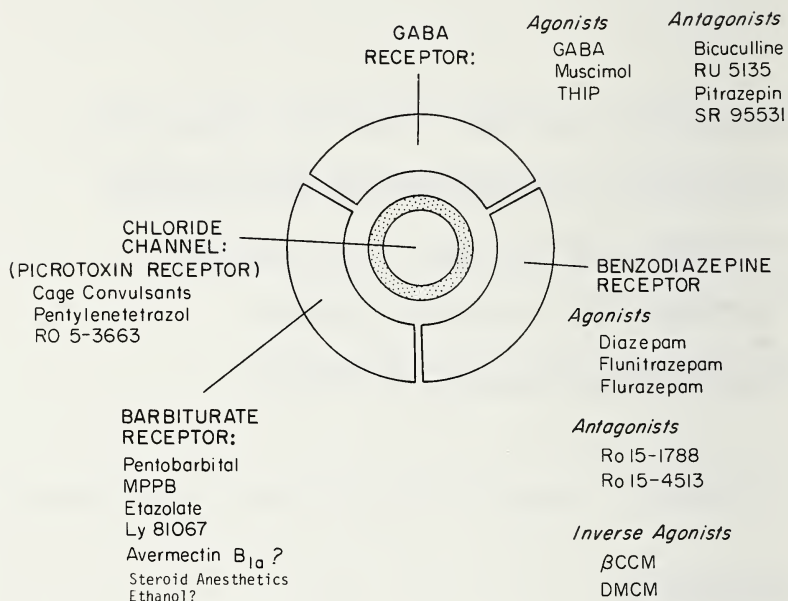 GABA
RECEPTOR:
Agonists
GABA
Muscimol
THIP
Antagonists
Bicuculline
RU 5135
Pitrazepin
SR 95531
CHLORIDE
CHANNEL:
(PICROTOXIN RECEPTOR)
Cage Convulsants
Pentylenetetrazol
RO 5-3663
BENZODIAZEPINE
RECEPTOR
Agonists
Diazepam
Flunitrazepam
Flurazepam
Antagonists
Ro 15-1788
Ro 15-4513
Inverse Agonists
βCCM
DMCM
BARBITURATE
RECEPTOR:
Pentobarbital
MPPB
Etazolate
Ly 81067
Avermectin B1a ?
Steroid Anesthetics
Ethanol?